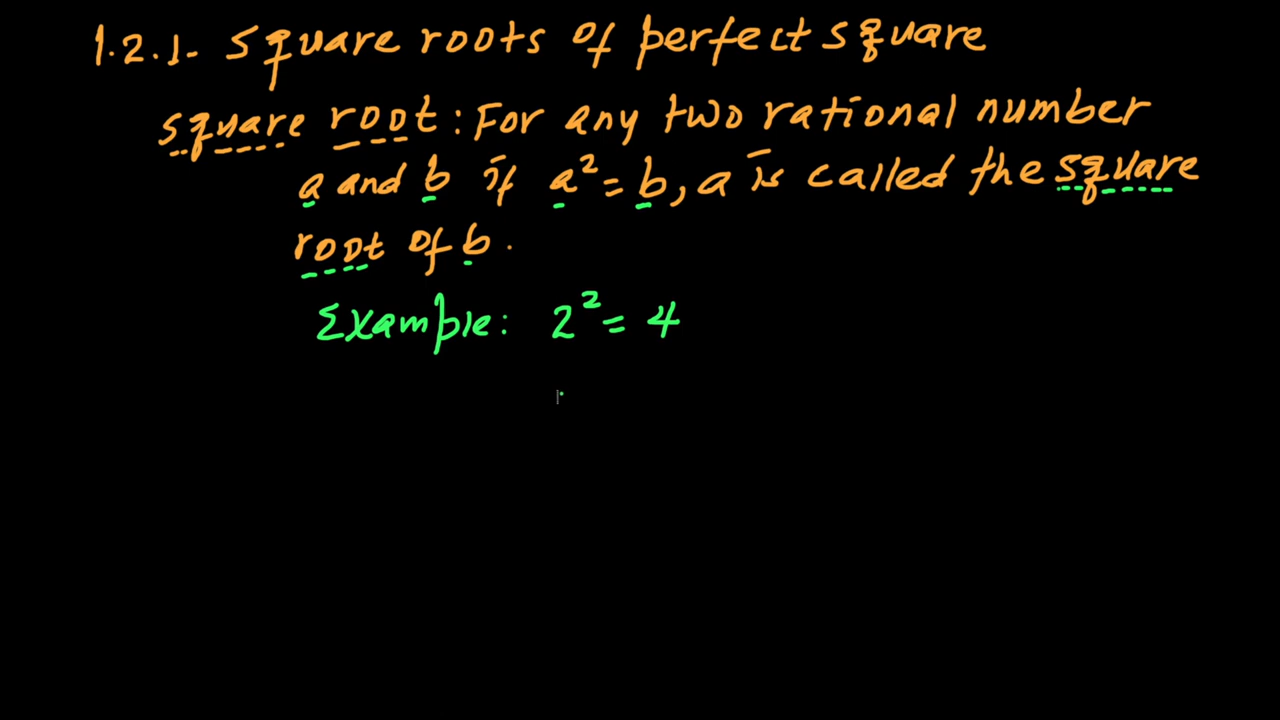 1.2.1. square roots of perfect square
square root: For any two rational number
a and b if a² = b, a is called the square
root of b.
Example: 2² = 4